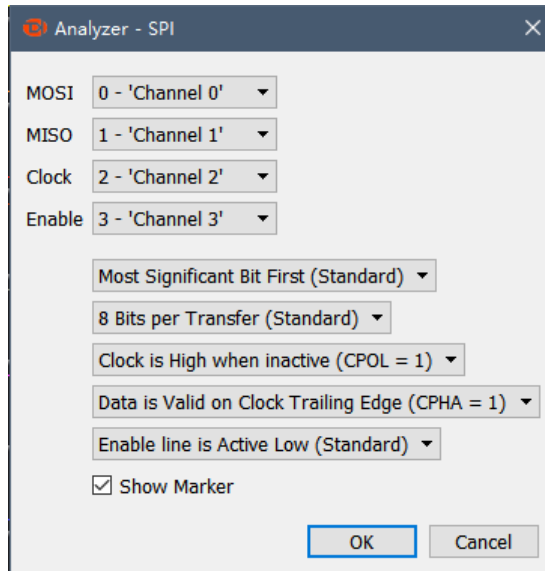 Analyzer - SPI
MOSI 0 - 'Channel 0'
MISO 1 - 'Channel 1'
Clock 2 - 'Channel 2'
Enable 3 - 'Channel 3'
Most Significant Bit First (Standard)
8 Bits per Transfer (Standard)
Clock is High when inactive (CPOL = 1)
Data is Valid on Clock Trailing Edge (CPHA = 1)
Enable line is Active Low (Standard)
Show Marker
OK Cancel